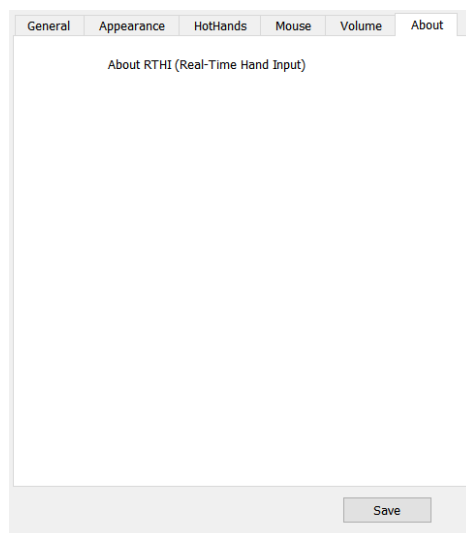 General Appearance HotHands Mouse Volume About
About RTHI (Real-Time Hand Input)
Save